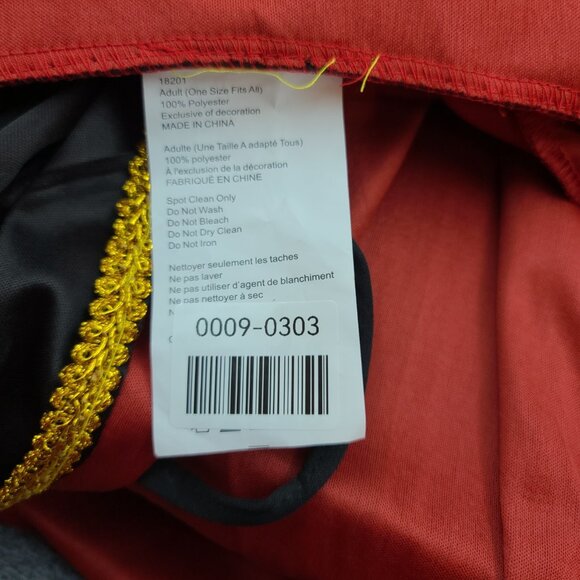 18201
Adult (One Size Fits All)
100% Polyester
Exclusive of decoration
MADE IN CHINA
Adulte (Une Taille A adapté Tous)
100% polyester
À l'exclusion de la décoration
FABRIQUÉ EN CHINE
Spot Clean Only
Do Not Wash
Do Not Bleach
Do Not Dry Clean
Do Not Iron
Nettoyer seulement les taches
Ne pas laver
Ne pas utiliser d'agent de blanchiment
Ne pas nettoyer à sec
0009-0303